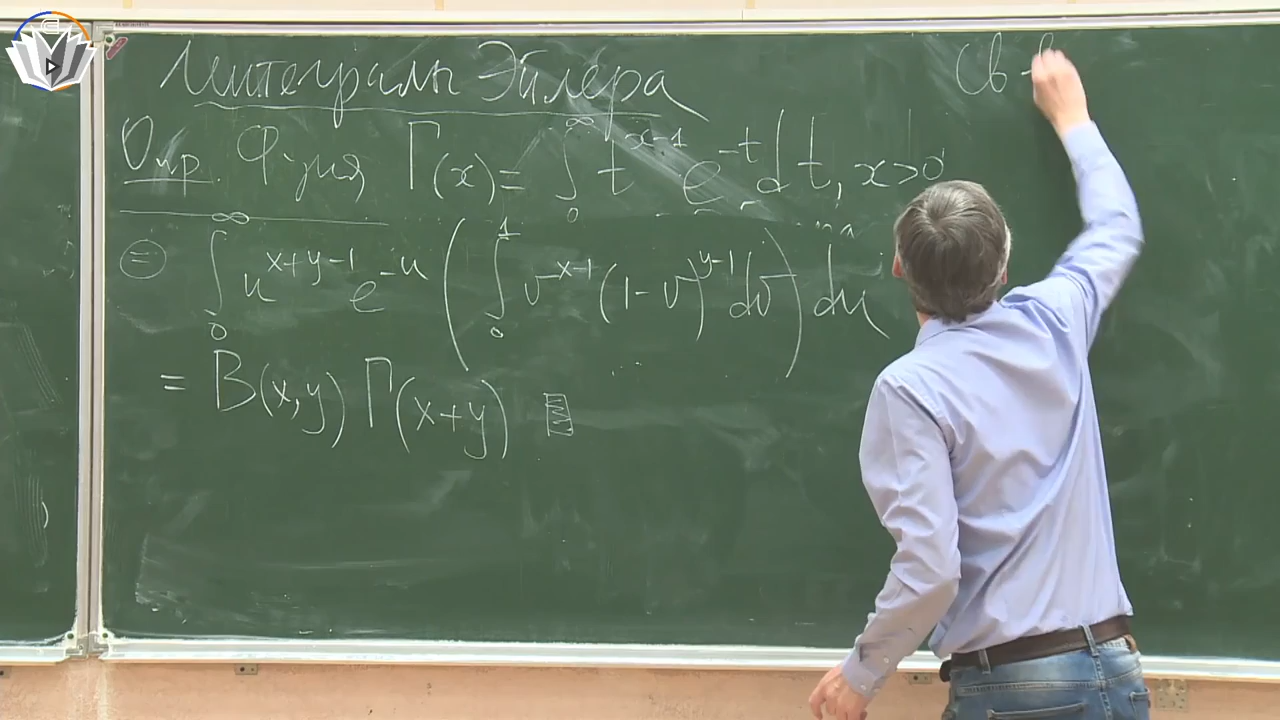 Интегралы Эйлера
Опр. Ф-ция Γ(x) = ∫₀^∞ t^{x-1} e^{-t} dt, x>0
⊜ ∫₀^∞ u^{x+y-1} e^{-u} ( ∫₀^1 v^{x-1} (1-v)^{y-1} dv ) du
= B(x,y) Γ(x+y)
Св-